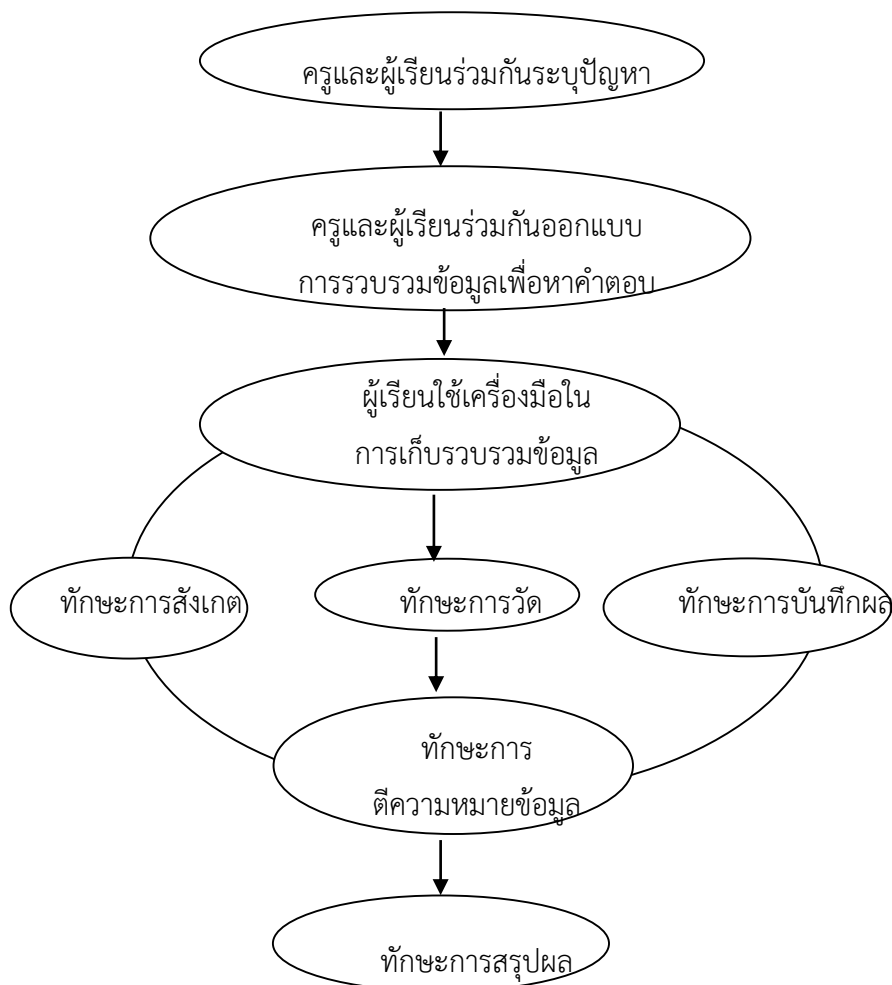 ครูและผู้เรียนร่วมกันระบุปัญหา
ครูและผู้เรียนร่วมกันออกแบบ
การรวบรวมข้อมูลเพื่อหาคำตอบ
ผู้เรียนใช้เครื่องมือใน
การเก็บรวบรวมข้อมูล
ทักษะการสังเกต
ทักษะการวัด
ทักษะการบันทึกผล
ทักษะการ
ตีความหมายข้อมูล
ทักษะการสรุปผล